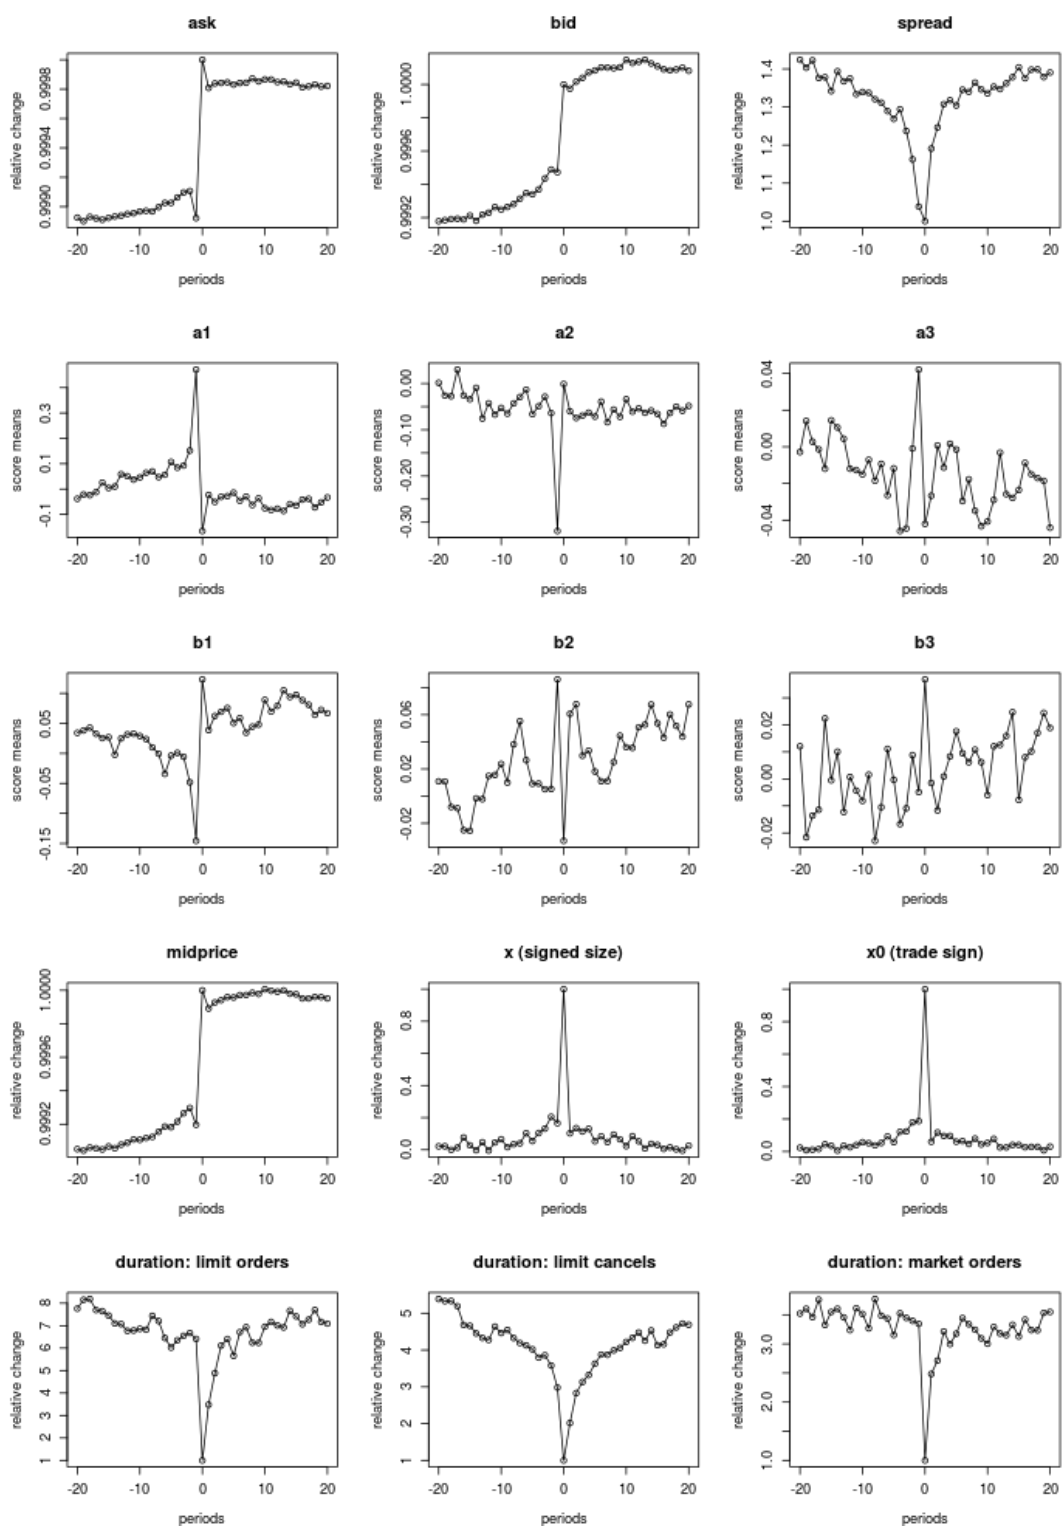 ask
bid
spread
relative change
0.9990 0.9994 0.9998
-20 -10 0 10 20
periods
relative change
0.9992 0.9996 1.0000
-20 -10 0 10 20
periods
relative change
1.0 1.1 1.2 1.3 1.4
-20 -10 0 10 20
periods
a1
a2
a3
score means
-0.1 0.1 0.3
-20 -10 0 10 20
periods
score means
-0.30 -0.20 -0.10 0.00
-20 -10 0 10 20
periods
score means
-0.04 0.00 0.04
-20 -10 0 10 20
periods
b1
b2
b3
score means
-0.15 -0.05 0.05
-20 -10 0 10 20
periods
score means
-0.02 0.02 0.06
-20 -10 0 10 20
periods
score means
-0.02 0.00 0.02
-20 -10 0 10 20
periods
midprice
x (signed size)
x0 (trade sign)
relative change
0.9992 0.9996 1.0000
-20 -10 0 10 20
periods
relative change
0.0 0.4 0.8
-20 -10 0 10 20
periods
relative change
0.0 0.4 0.8
-20 -10 0 10 20
periods
duration: limit orders
duration: limit cancels
duration: market orders
relative change
1 2 3 4 5 6 7 8
-20 -10 0 10 20
periods
relative change
1 2 3 4 5
-20 -10 0 10 20
periods
relative change
1.0 2.0 3.0
-20 -10 0 10 20
periods